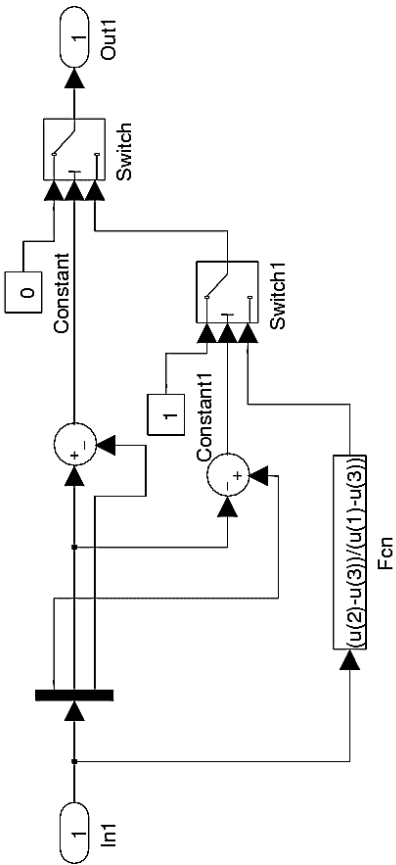 1
In1
(u(2)-u(3))/(u(1)-u(3))
Fcn
+
−
−
+
0
Constant
1
Constant1
Switch1
Switch
1
Out1